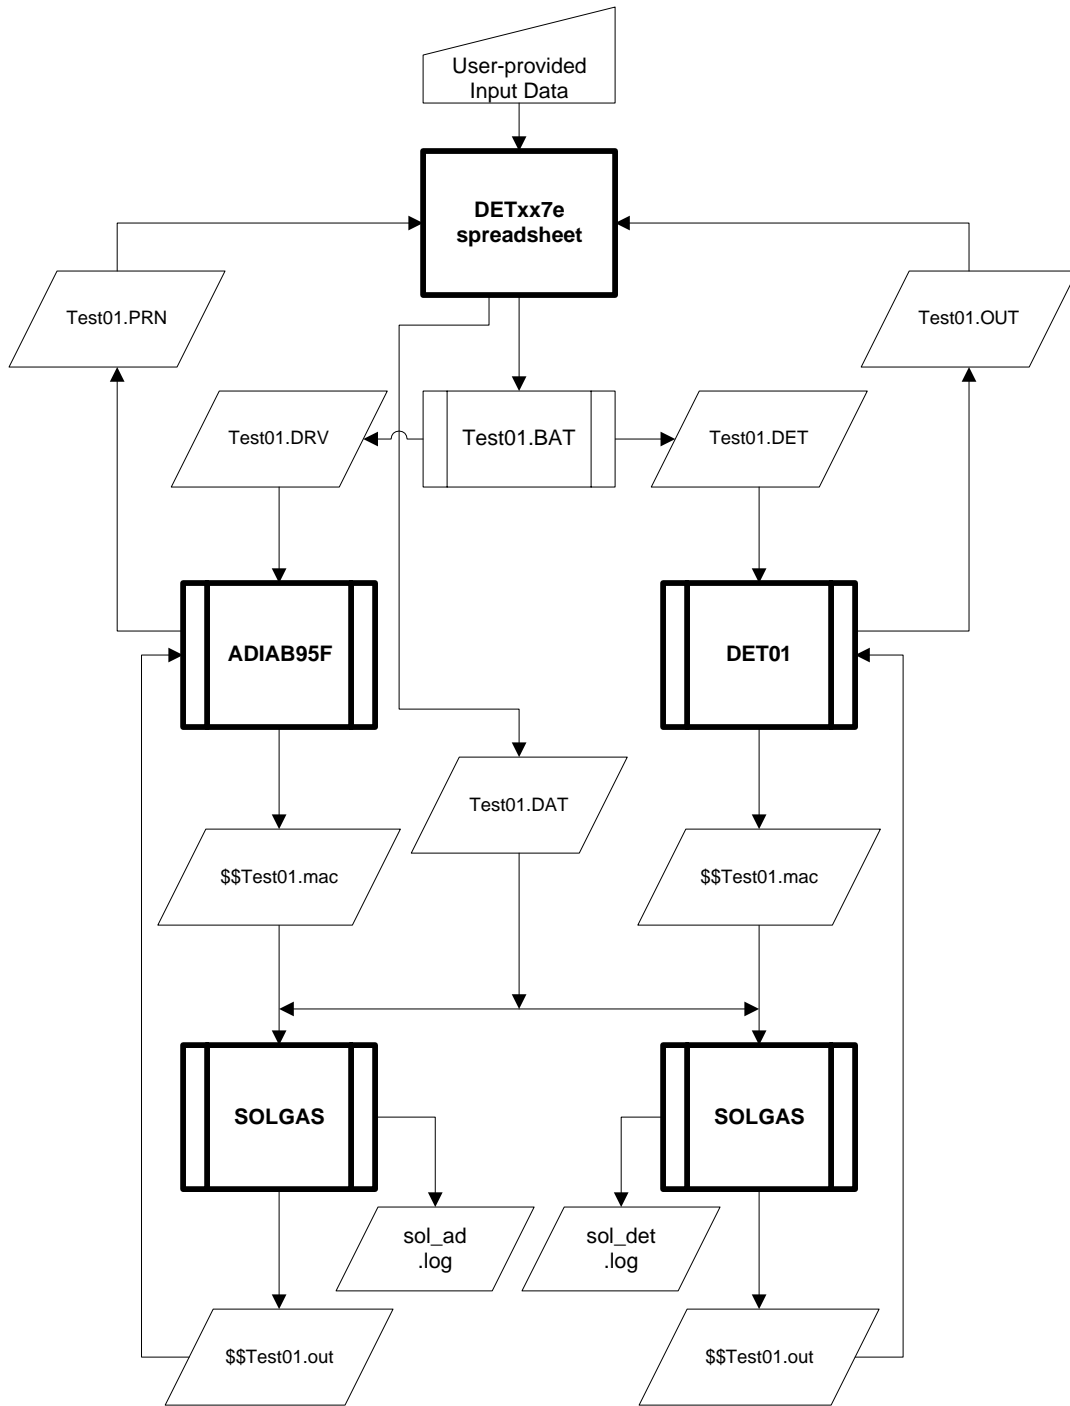 User-provided
Input Data
DETxx7e
spreadsheet
Test01.PRN
Test01.OUT
Test01.DRV
Test01.BAT
Test01.DET
ADIAB95F
DET01
Test01.DAT
$$Test01.mac
$$Test01.mac
SOLGAS
SOLGAS
sol_ad
.log
sol_det
.log
$$Test01.out
$$Test01.out